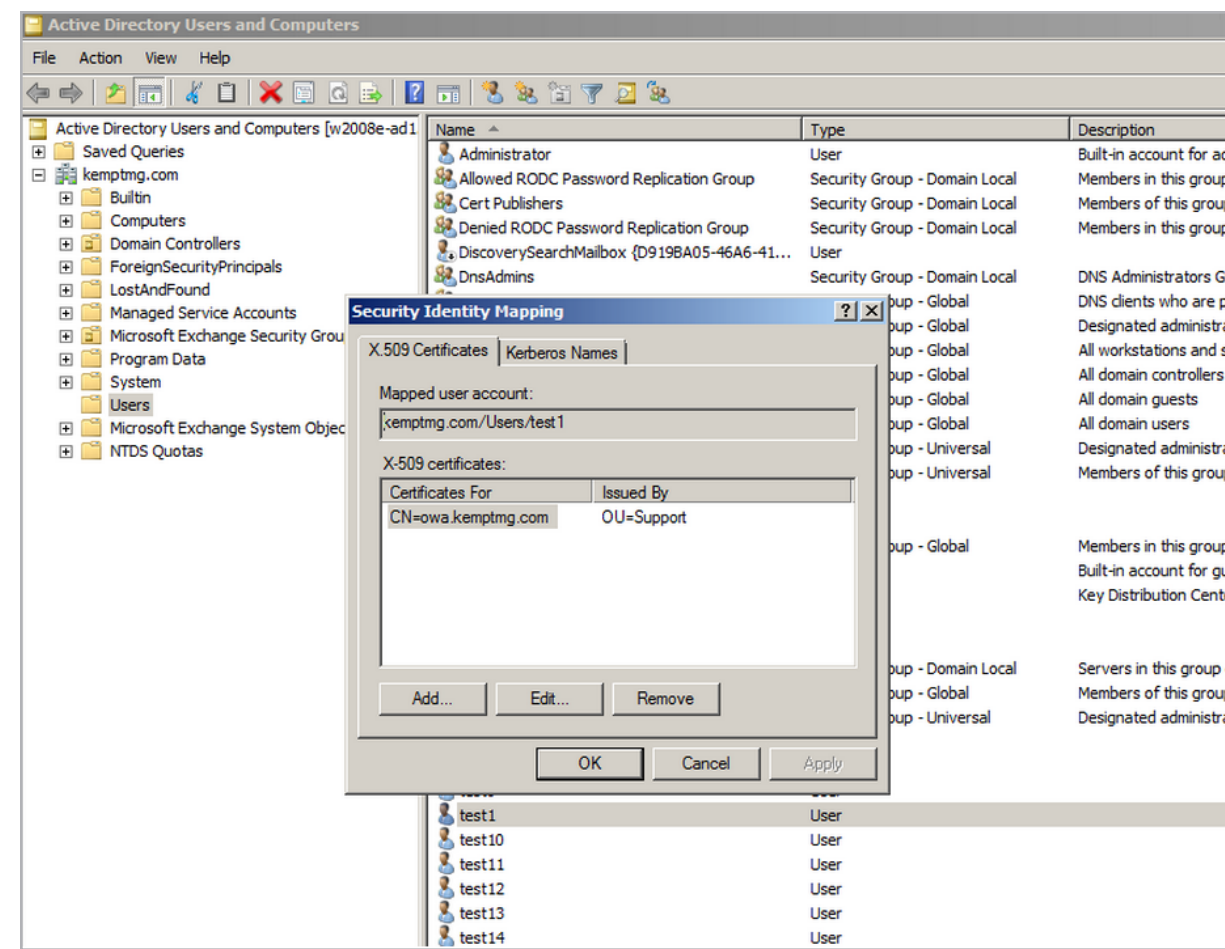 Active Directory Users and Computers
File Action View Help
Active Directory Users and Computers [w2008e-ad1
Saved Queries
kemptmg.com
Builtin
Computers
Domain Controllers
ForeignSecurityPrincipals
LostAndFound
Managed Service Accounts
Microsoft Exchange Security Grou
Program Data
System
Users
Microsoft Exchange System Objec
NTDS Quotas
Name Type Description
Administrator User Built-in account for ad
Allowed RODC Password Replication Group Security Group - Domain Local Members in this group
Cert Publishers Security Group - Domain Local Members of this group
Denied RODC Password Replication Group Security Group - Domain Local Members in this group
DiscoverySearchMailbox {D919BA05-46A6-41... User
DnsAdmins Security Group - Domain Local DNS Administrators G
oup - Global DNS clients who are p
oup - Global Designated administra
oup - Global All workstations and s
oup - Global All domain controllers
oup - Global All domain guests
oup - Global All domain users
oup - Universal Designated administra
oup - Universal Members of this group
oup - Global Members in this group
Built-in account for gu
Key Distribution Cente
oup - Domain Local Servers in this group
oup - Global Members of this group
oup - Universal Designated administra
Security Identity Mapping
X.509 Certificates Kerberos Names
Mapped user account:
kemptmg.com/Users/test1
X-509 certificates:
Certificates For Issued By
CN=owa.kemptmg.com OU=Support
Add... Edit... Remove
OK Cancel Apply
test1 User
test10 User
test11 User
test12 User
test13 User
test14 User